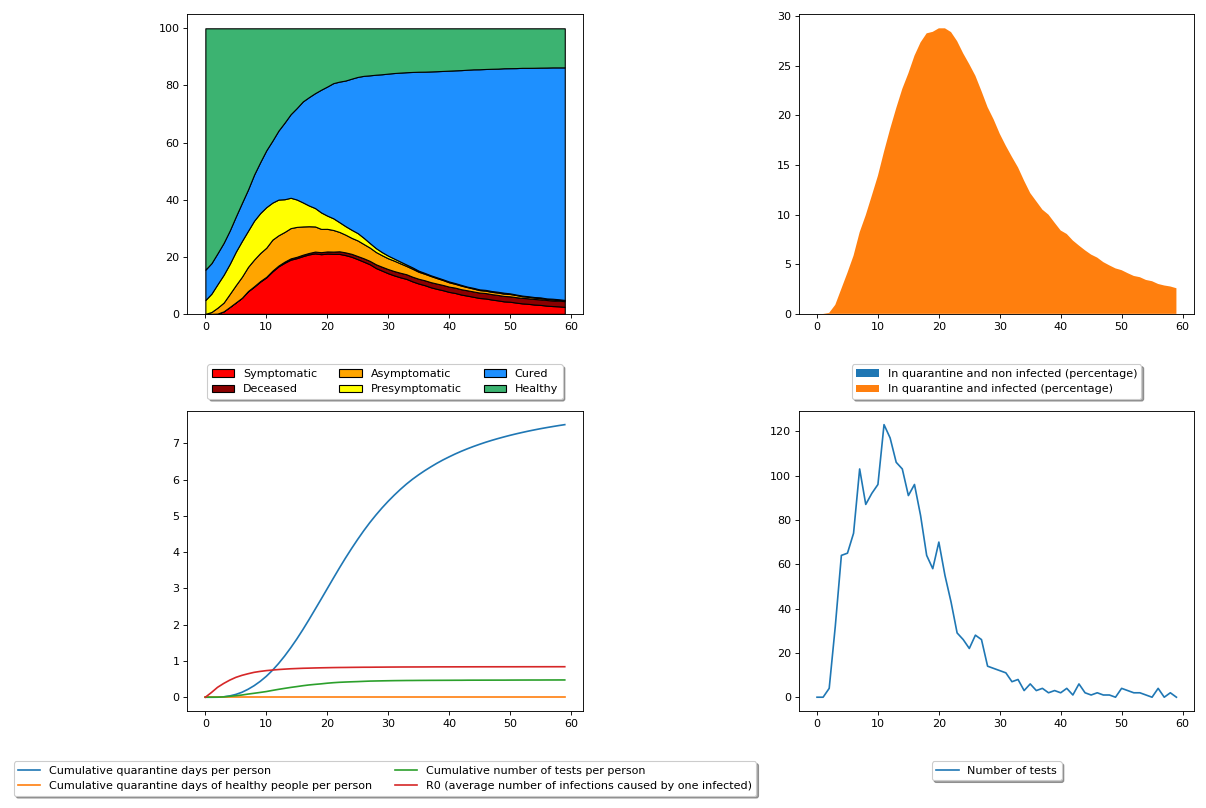 100
80
60
40
20
0
0 10 20 30 40 50 60
Symptomatic Asymptomatic Cured
Deceased Presymptomatic Healthy
30
25
20
15
10
5
0
0 10 20 30 40 50 60
In quarantine and non infected (percentage)
In quarantine and infected (percentage)
7
6
5
4
3
2
1
0
0 10 20 30 40 50 60
Cumulative quarantine days per person Cumulative number of tests per person
Cumulative quarantine days of healthy people per person R0 (average number of infections caused by one infected)
120
100
80
60
40
20
0
0 10 20 30 40 50 60
Number of tests